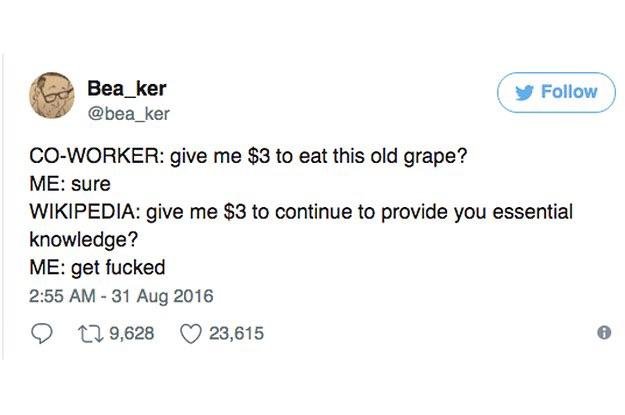 Bea_ker
@bea_ker
Follow
CO-WORKER: give me $3 to eat this old grape?
ME: sure
WIKIPEDIA: give me $3 to continue to provide you essential
knowledge?
ME: get fucked
2:55 AM - 31 Aug 2016
9,628 23,615